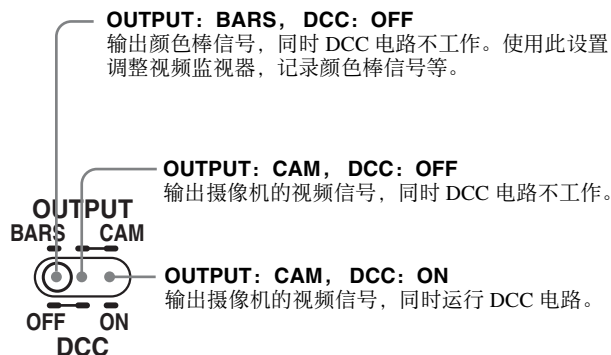 OUTPUT：BARS， DCC：OFF
输出颜色棒信号，同时 DCC 电路不工作。使用此设置
调整视频监视器，记录颜色棒信号等。
OUTPUT：CAM， DCC：OFF
输出摄像机的视频信号，同时 DCC 电路不工作。
OUTPUT
BARS CAM
OUTPUT：CAM， DCC：ON
输出摄像机的视频信号，同时运行 DCC 电路。
OFF ON
DCC